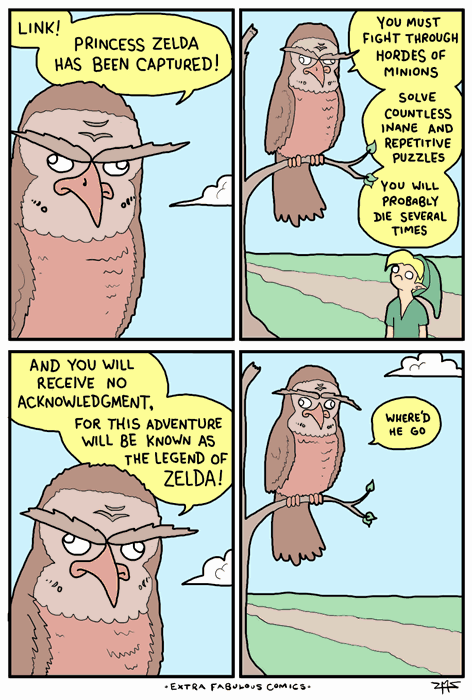 LINK!
PRINCESS ZELDA
HAS BEEN CAPTURED!
YOU MUST
FIGHT THROUGH
HORDES OF
MINIONS
SOLVE
COUNTLESS
INANE AND
REPETITIVE
PUZZLES
YOU WILL
PROBABLY
DIE SEVERAL
TIMES
AND YOU WILL
RECEIVE NO
ACKNOWLEDGMENT,
FOR THIS ADVENTURE
WILL BE KNOWN AS
THE LEGEND OF
ZELDA!
WHERE'D
HE GO
·EXTRA FABULOUS COMICS·